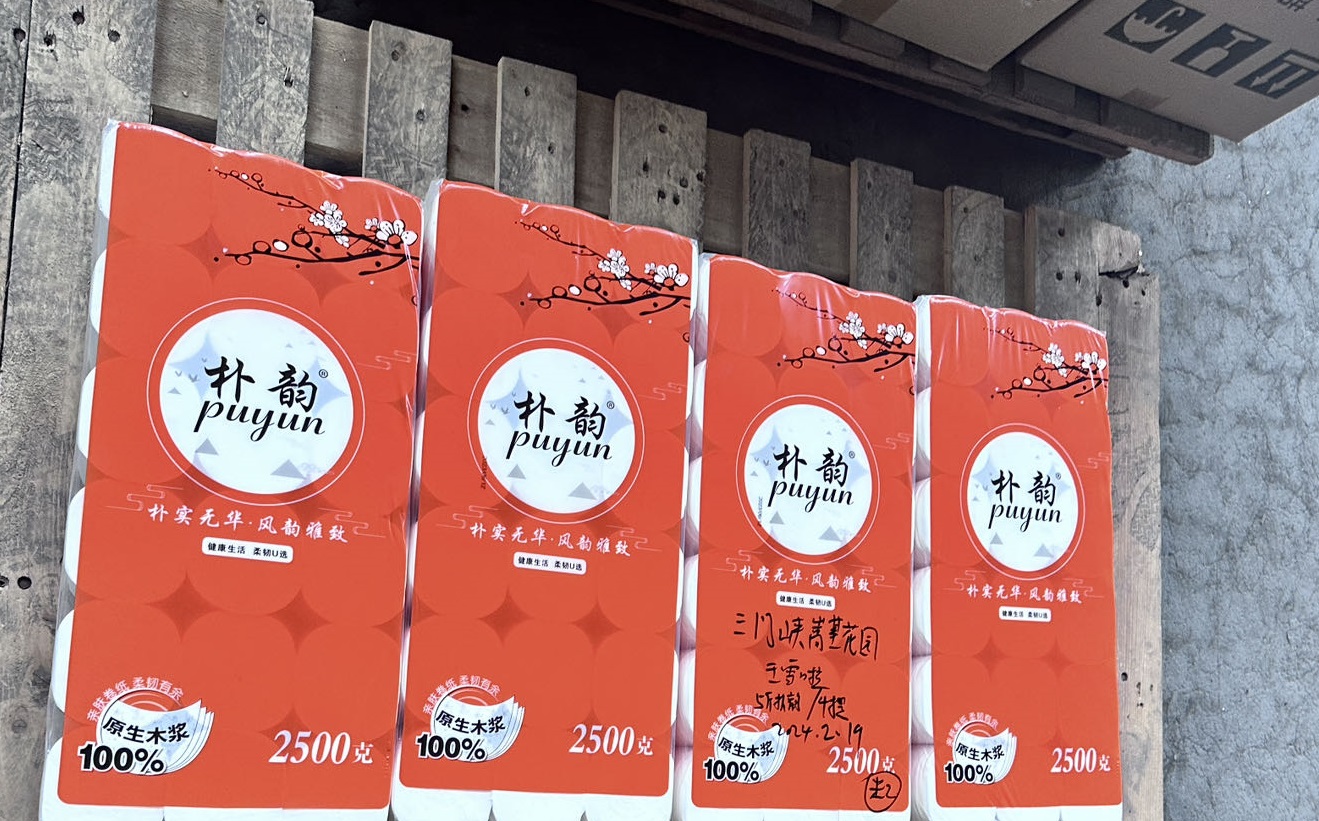 朴韵®
puyun
朴实无华·风韵雅致
健康生活 柔韧U选
亲肤卷纸 柔韧有余
原生木浆
100%
2500克
朴韵®
puyun
朴实无华·风韵雅致
健康生活 柔韧U选
亲肤卷纸 柔韧有余
原生木浆
100%
2500克
朴韵®
puyun
朴实无华·风韵雅致
健康生活 柔韧U选
三门峡嵩基花园
王雪
/4提
2024.2.19
亲肤卷纸 柔韧有余
原生木浆
100%
2500克
朴韵®
puyun
朴实无华·风韵雅致
健康生活 柔韧U选
亲肤卷纸 柔韧有余
原生木浆
100%
2500克